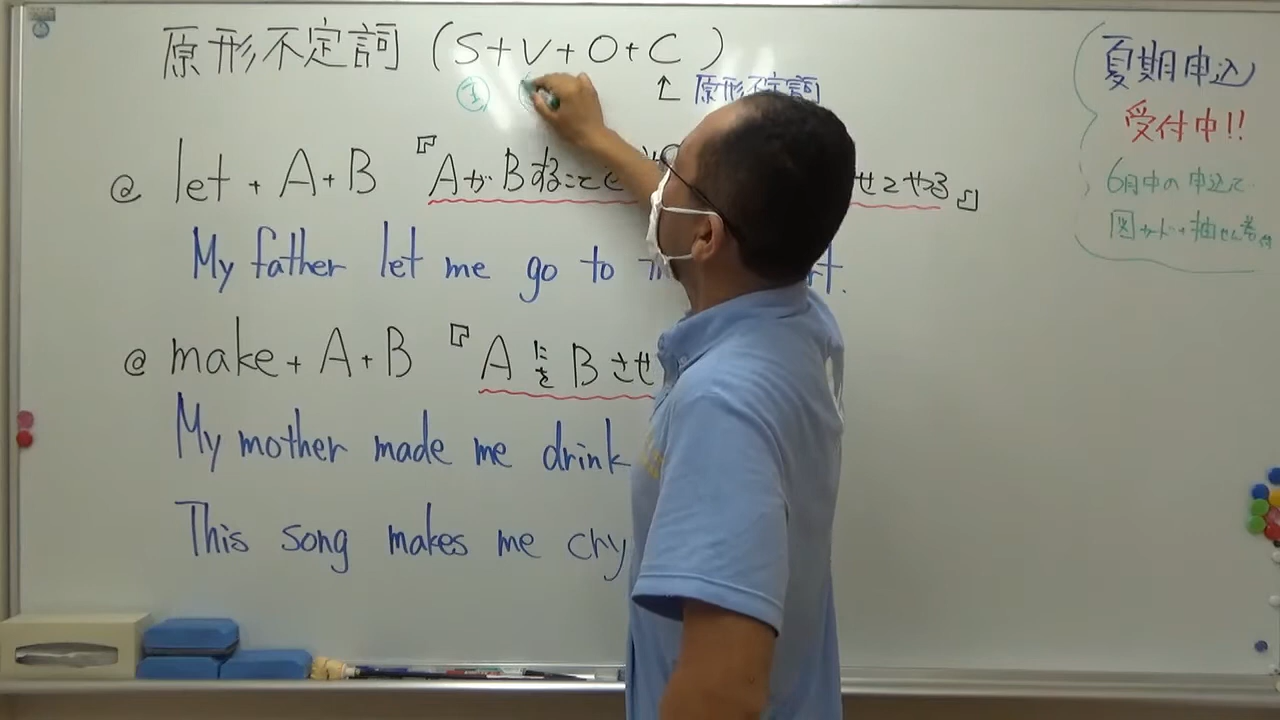 原形不定詞 (S+V+O+C)
① ↑ 原形不定詞
@ let + A + B 『AがBすることを せてやる』
My father let me go to t rt.
@ make + A + B 『AにをBさせ
My mother made me drink
This song makes me cry
夏期申込
受付中!!
6月中の申込で
図カード 抽せん